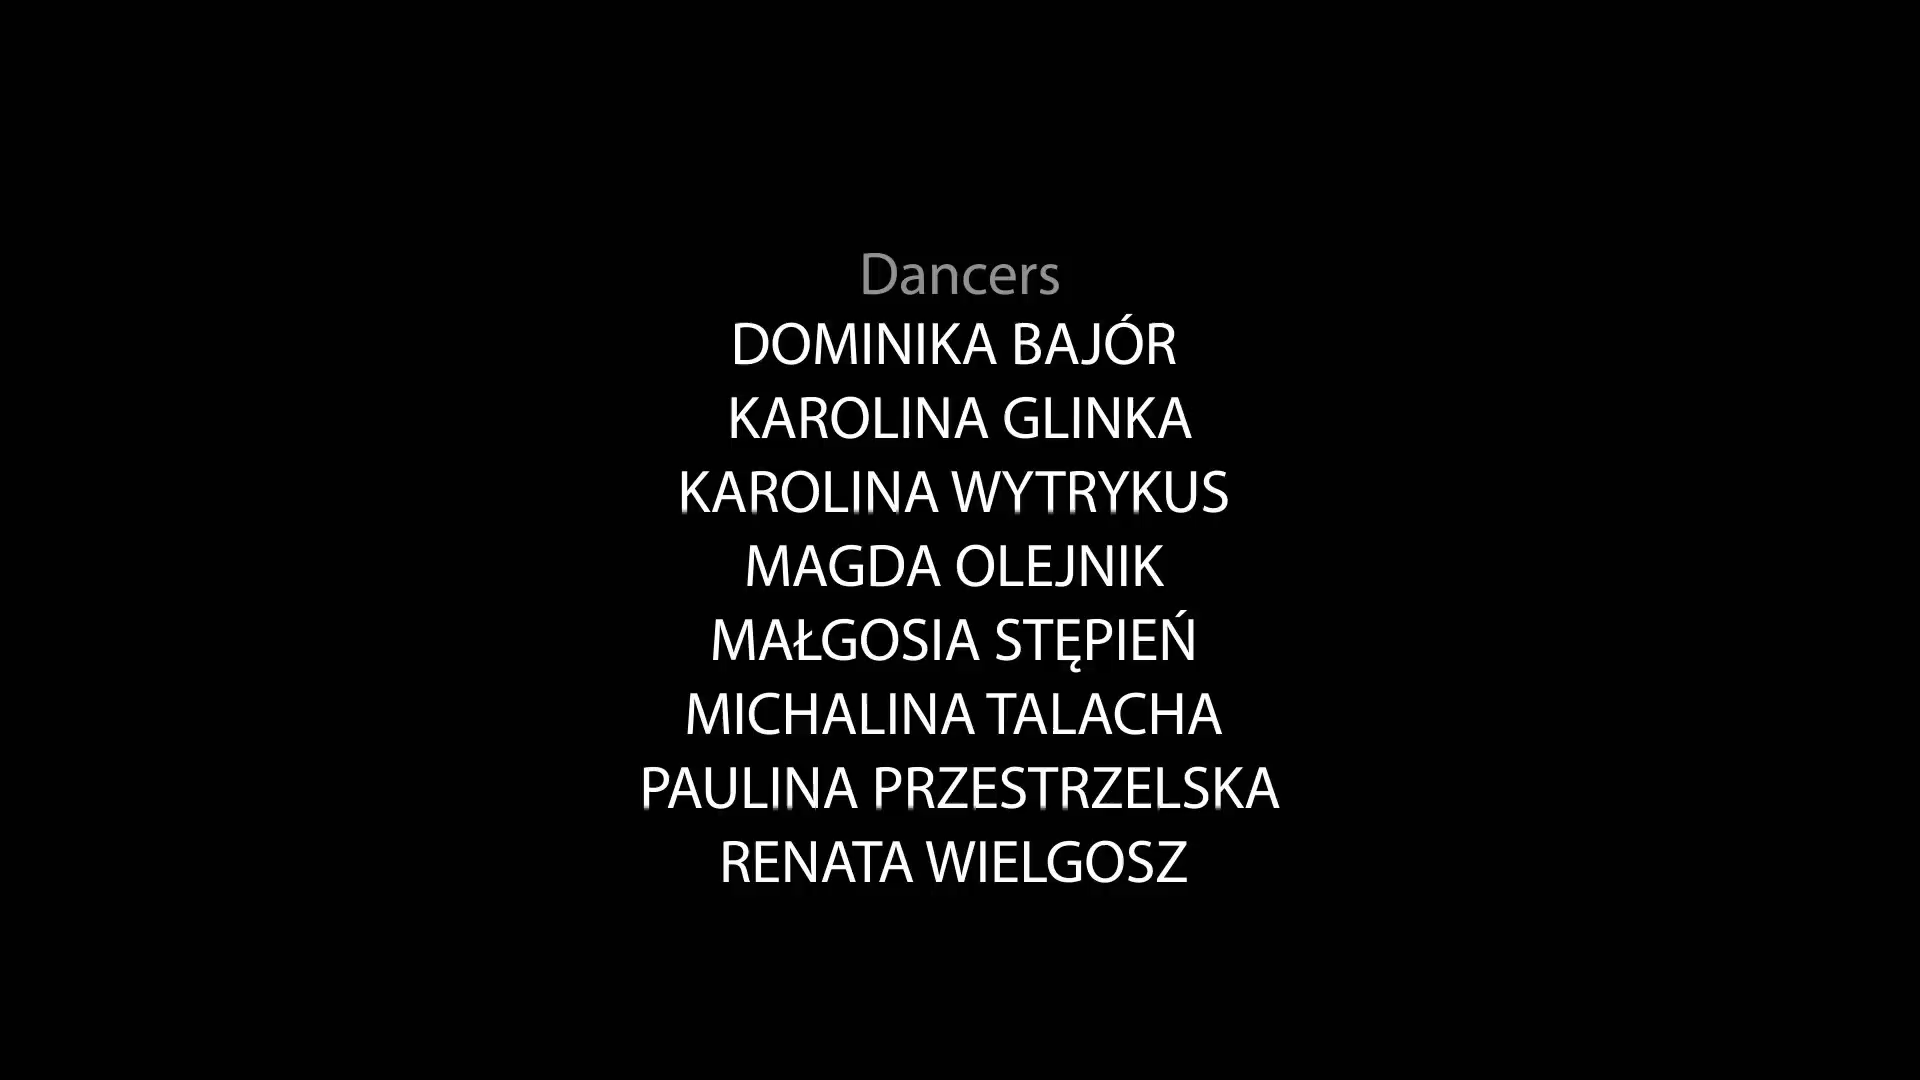 Dancers
DOMINIKA BAJÓR
KAROLINA GLINKA
KAROLINA WYTRYKUS
MAGDA OLEJNIK
MAŁGOSIA STĘPIEŃ
MICHALINA TALACHA
PAULINA PRZESTRZELSKA
RENATA WIELGOSZ